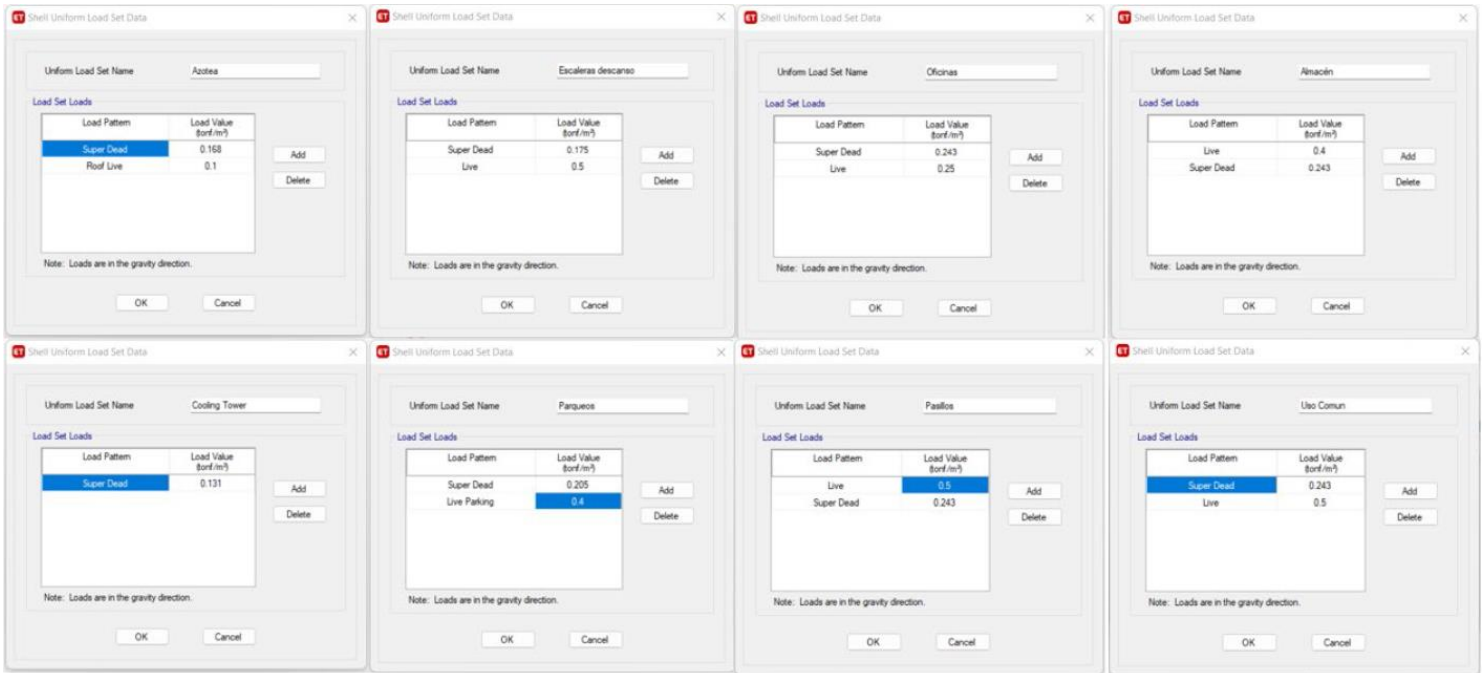 ET Shell Uniform Load Set Data
Uniform Load Set Name Azotea
Load Set Loads
Load Pattern Load Value (tonf/m²)
Super Dead 0.168
Roof Live 0.1
Add
Delete
Note: Loads are in the gravity direction.
OK Cancel
ET Shell Uniform Load Set Data
Uniform Load Set Name Escaleras descanso
Load Set Loads
Load Pattern Load Value (tonf/m²)
Super Dead 0.175
Live 0.5
Add
Delete
Note: Loads are in the gravity direction.
OK Cancel
ET Shell Uniform Load Set Data
Uniform Load Set Name Oficinas
Load Set Loads
Load Pattern Load Value (tonf/m²)
Super Dead 0.243
Live 0.25
Add
Delete
Note: Loads are in the gravity direction.
OK Cancel
ET Shell Uniform Load Set Data
Uniform Load Set Name Almacén
Load Set Loads
Load Pattern Load Value (tonf/m²)
Live 0.4
Super Dead 0.243
Add
Delete
Note: Loads are in the gravity direction.
OK Cancel
ET Shell Uniform Load Set Data
Uniform Load Set Name Cooling Tower
Load Set Loads
Load Pattern Load Value (tonf/m²)
Super Dead 0.131
Add
Delete
Note: Loads are in the gravity direction.
OK Cancel
ET Shell Uniform Load Set Data
Uniform Load Set Name Parqueos
Load Set Loads
Load Pattern Load Value (tonf/m²)
Super Dead 0.205
Live Parking 0.4
Add
Delete
Note: Loads are in the gravity direction.
OK Cancel
ET Shell Uniform Load Set Data
Uniform Load Set Name Pasillos
Load Set Loads
Load Pattern Load Value (tonf/m²)
Live 0.5
Super Dead 0.243
Add
Delete
Note: Loads are in the gravity direction.
OK Cancel
ET Shell Uniform Load Set Data
Uniform Load Set Name Uso Comun
Load Set Loads
Load Pattern Load Value (tonf/m²)
Super Dead 0.243
Live 0.5
Add
Delete
Note: Loads are in the gravity direction.
OK Cancel